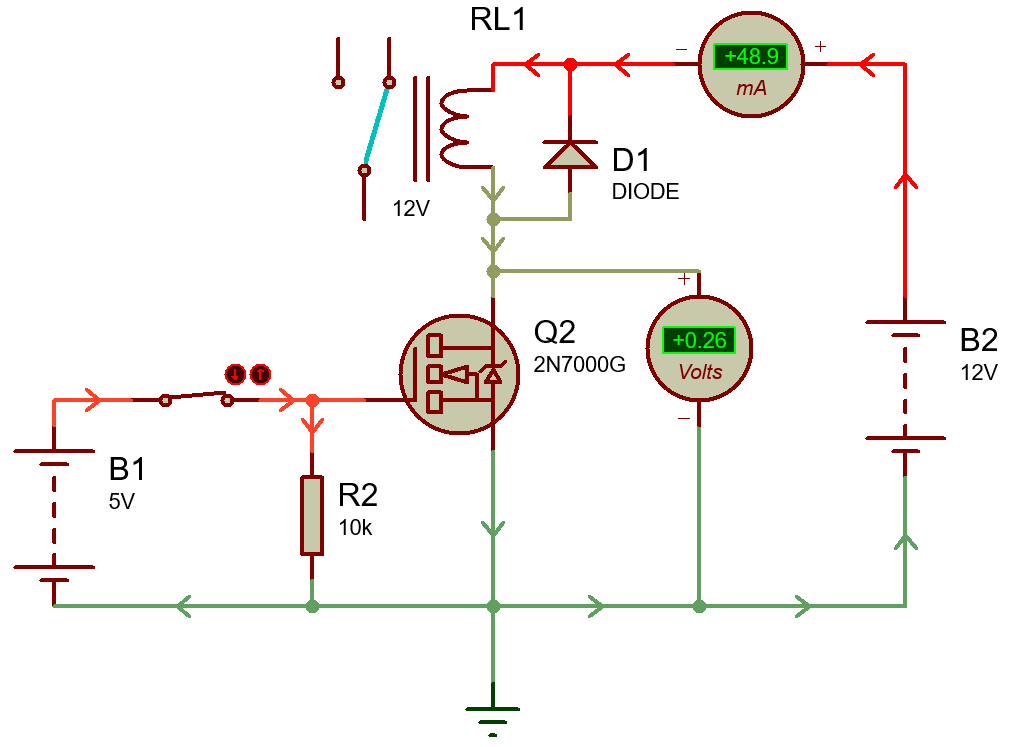 RL1
− +
+48.9
mA
D1
DIODE
12V
+
Q2
2N7000G
+0.26
Volts
−
B2
12V
B1
5V
R2
10k